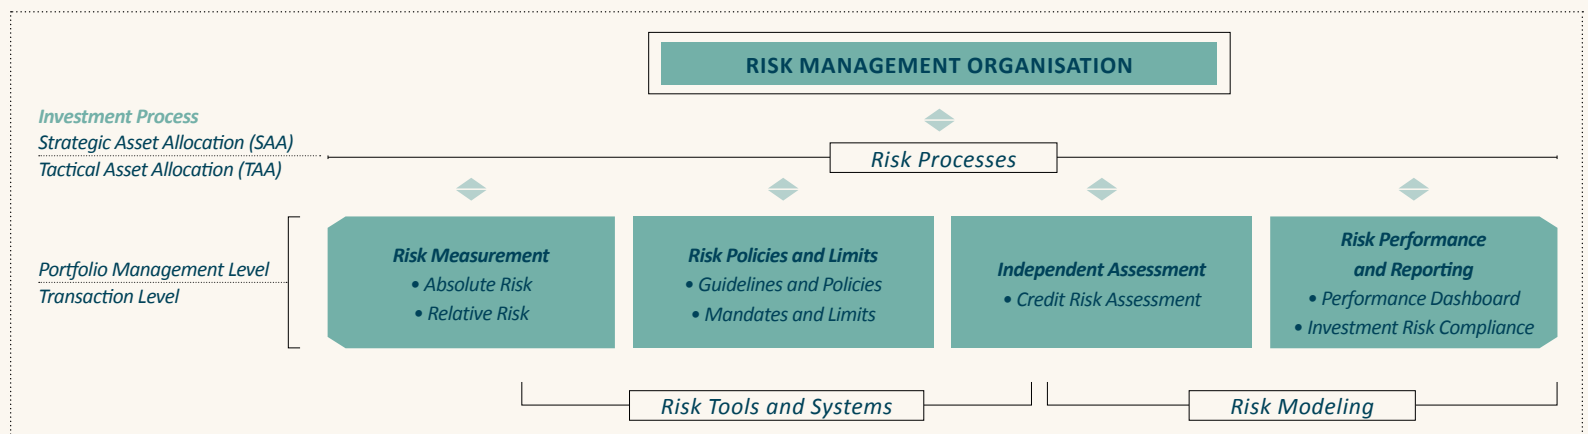 RISK MANAGEMENT ORGANISATION
Investment Process
Strategic Asset Allocation (SAA)
Tactical Asset Allocation (TAA)
Risk Processes
Portfolio Management Level
Transaction Level
Risk Measurement
• Absolute Risk
• Relative Risk
Risk Policies and Limits
• Guidelines and Policies
• Mandates and Limits
Independent Assessment
• Credit Risk Assessment
Risk Performance
and Reporting
• Performance Dashboard
• Investment Risk Compliance
Risk Tools and Systems
Risk Modeling